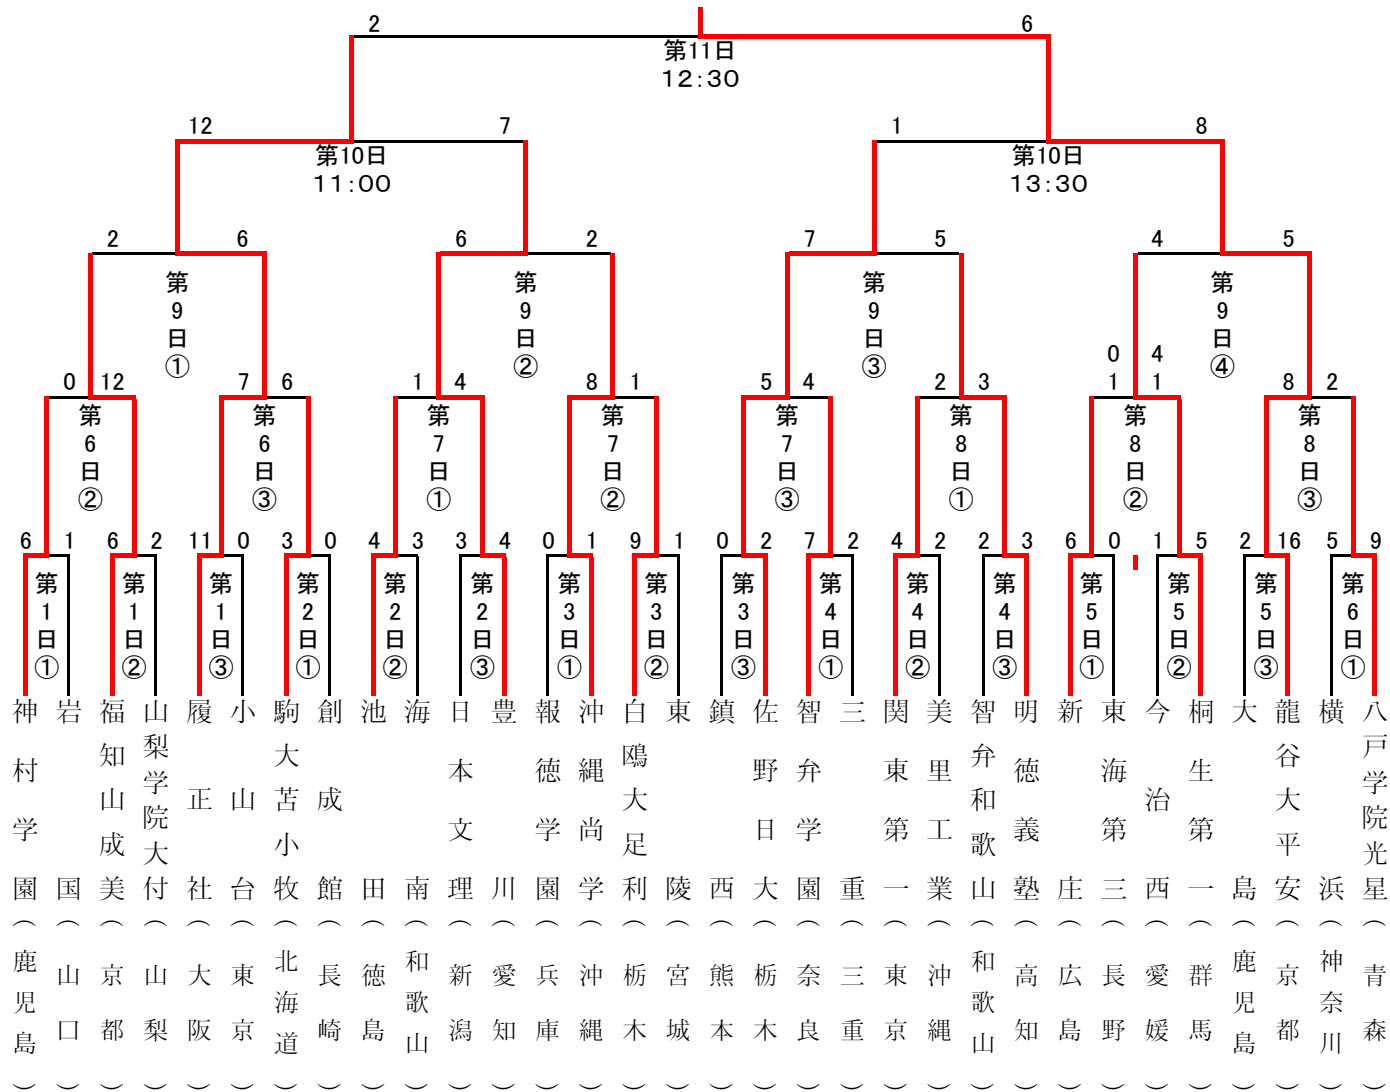 2 6
第11日
12:30
12 7 1 8
第10日 第10日
11:00 13:30
2 6 6 2 7 5 4 5
第9日① 第9日② 第9日③ 第9日④
0 4
0 12 7 6 1 4 8 1 5 4 2 3 1 1 8 2
第6日② 第6日③ 第7日① 第7日② 第7日③ 第8日① 第8日② 第8日③
6 1 6 2 11 0 3 0 4 3 3 4 0 1 9 1 0 2 7 2 4 2 2 3 6 0 1 5 2 16 5 9
第1日① 第1日② 第1日③ 第2日① 第2日② 第2日③ 第3日① 第3日② 第3日③ 第4日① 第4日② 第4日③ 第5日① 第5日② 第5日③ 第6日①
神村学園(鹿児島)
岩国(山口)
福知山成美(京都)
山梨学院大付(山梨)
履正社(大阪)
小山台(東京)
駒大苫小牧(北海道)
創成館(長崎)
池田(徳島)
海南(和歌山)
日本文理(新潟)
豊川(愛知)
報徳学園(兵庫)
沖縄尚学(沖縄)
白鴎大足利(栃木)
東陵(宮城)
鎮西(熊本)
佐野日大(栃木)
智弁学園(奈良)
三重(三重)
関東第一(東京)
美里工業(沖縄)
智弁和歌山(和歌山)
明徳義塾(高知)
新庄(広島)
東海第三(長野)
今治西(愛媛)
桐生第一(群馬)
大島(鹿児島)
龍谷大平安(京都)
横浜(神奈川)
八戸学院光星(青森)